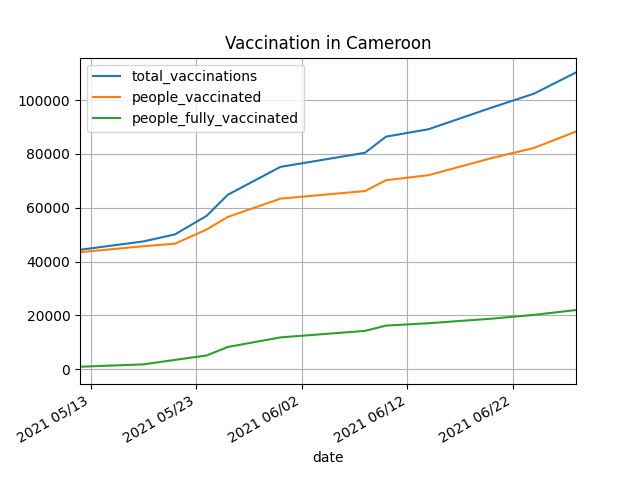 Vaccination in Cameroon
total_vaccinations
people_vaccinated
people_fully_vaccinated
100000
80000
60000
40000
20000
0
2021 05/13
2021 05/23
2021 06/02
2021 06/12
2021 06/22
date